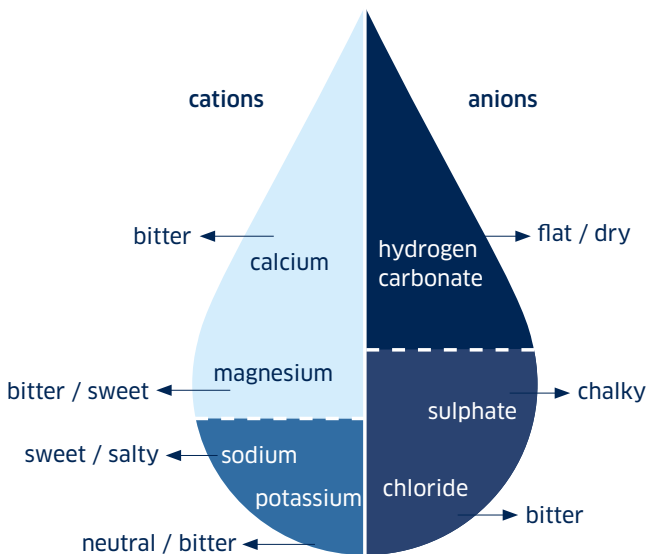 cations
anions
bitter
calcium
flat / dry
hydrogen
carbonate
magnesium
bitter / sweet
chalky
sulphate
sweet / salty
sodium
potassium
chloride
bitter
neutral / bitter